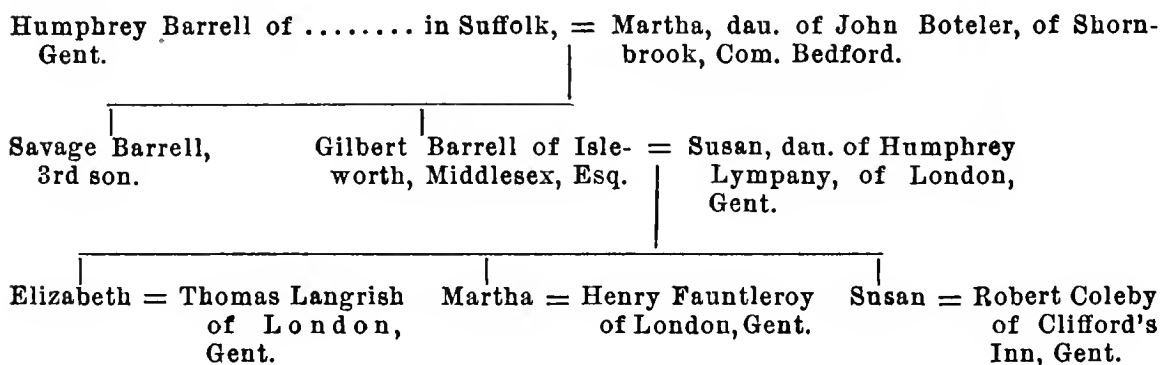 Humphrey Barrell of ........ in Suffolk, = Martha, dau. of John Boteler, of Shorn-
Gent. brook, Com. Bedford.
Savage Barrell, Gilbert Barrell of Isle- = Susan, dau. of Humphrey
3rd son. worth, Middlesex, Esq. Lympany, of London,
Gent.
Elizabeth = Thomas Langrish Martha = Henry Fauntleroy Susan = Robert Coleby
of London, of London, Gent. of Clifford's
Gent. Inn, Gent.